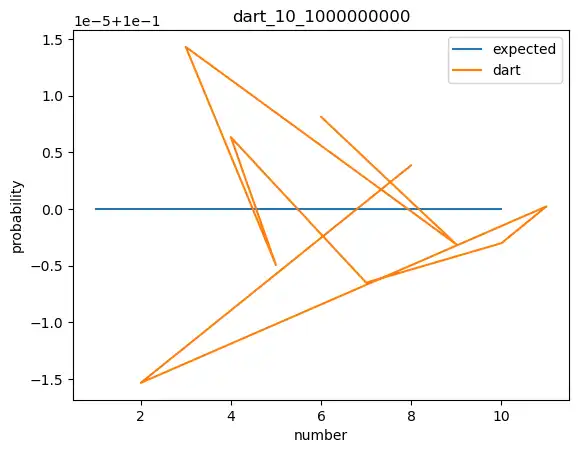 dart_10_1000000000
1e−5+1e−1
expected
dart
1.5
1.0
0.5
0.0
−0.5
−1.0
−1.5
probability
2 4 6 8 10
number